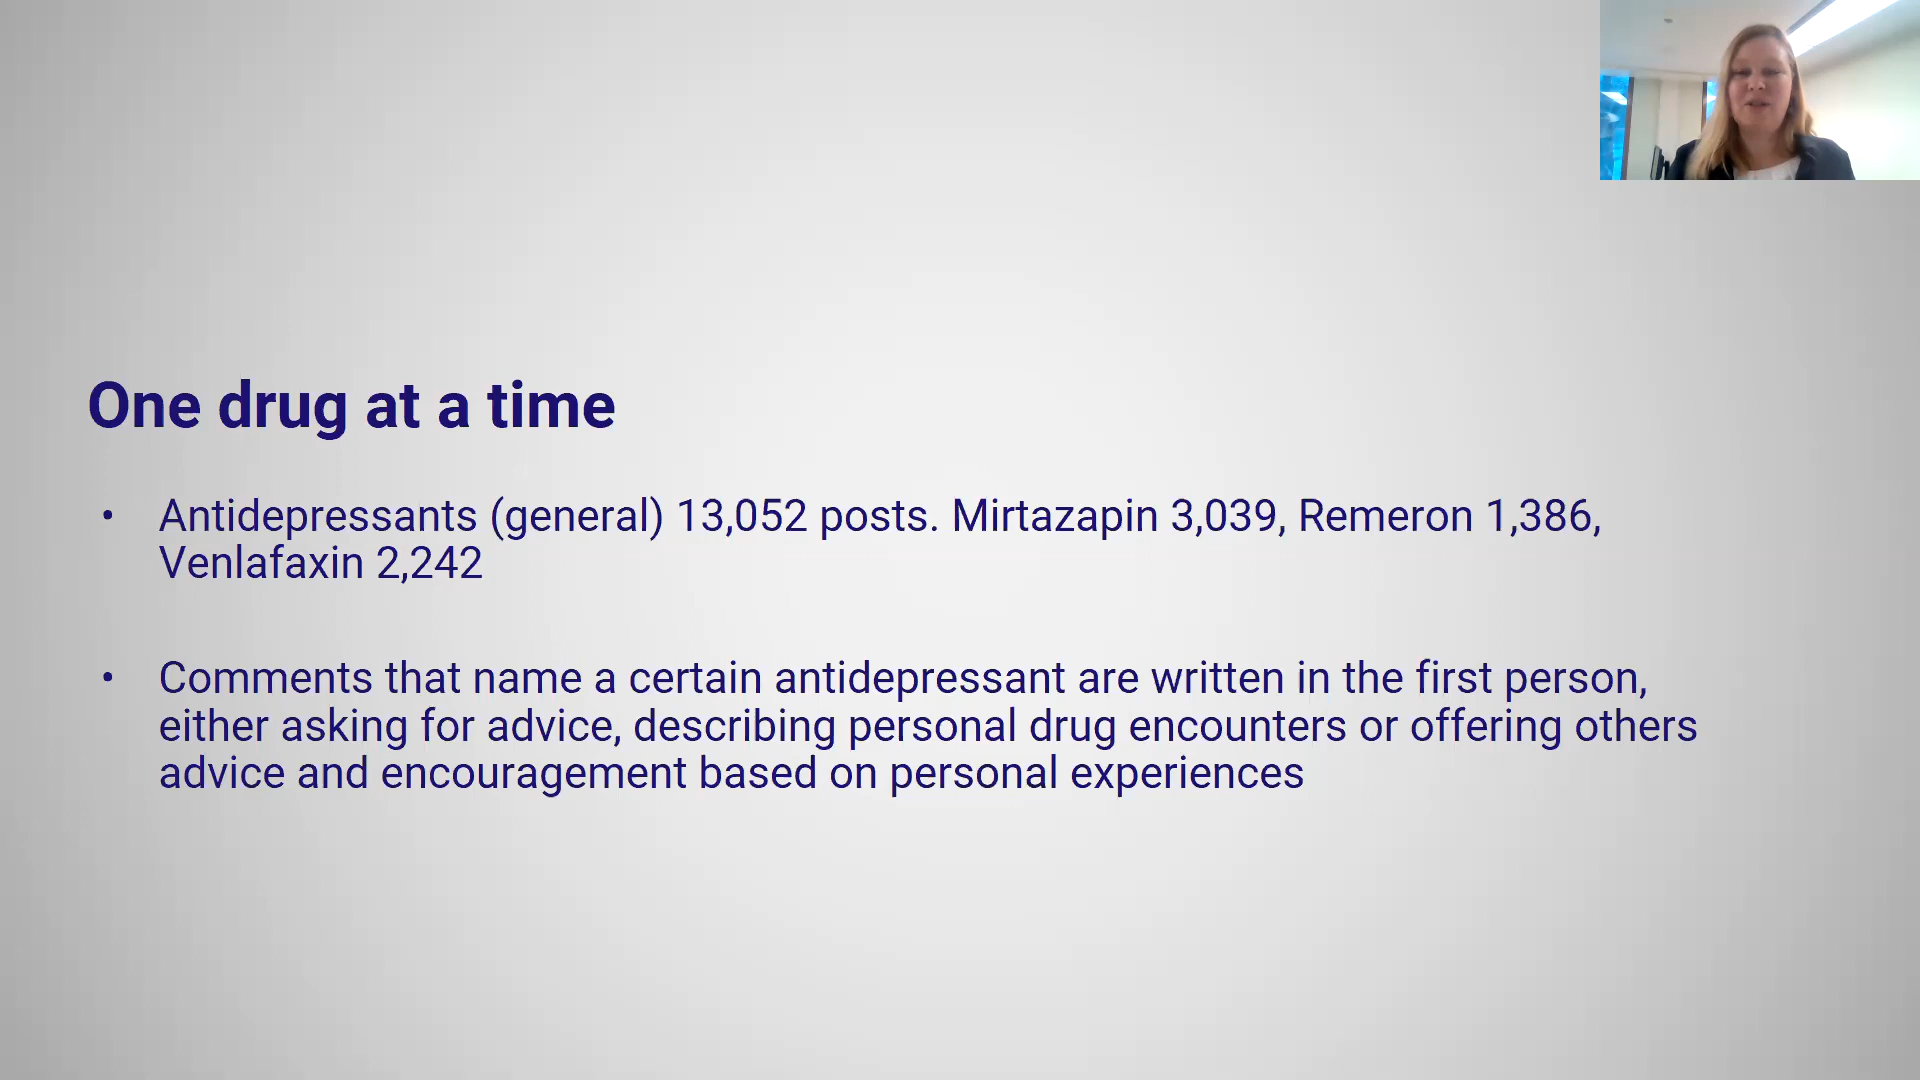 One drug at a time
• Antidepressants (general) 13,052 posts. Mirtazapin 3,039, Remeron 1,386,
Venlafaxin 2,242
• Comments that name a certain antidepressant are written in the first person,
either asking for advice, describing personal drug encounters or offering others
advice and encouragement based on personal experiences